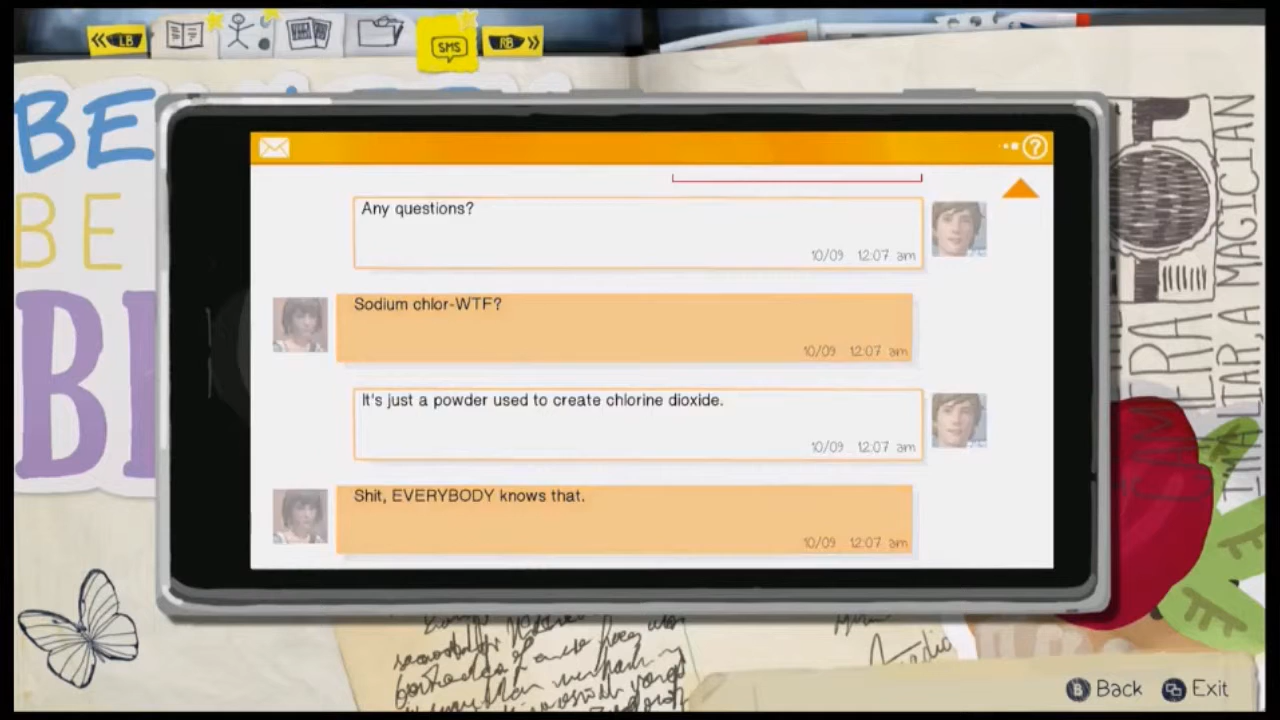 LB
SMS
RB
BE
BE
Any questions?
10/09 12:07 am
Sodium chlor-WTF?
10/09 12:07 am
It's just a powder used to create chlorine dioxide.
10/09 12:07 am
Shit, EVERYBODY knows that.
10/09 12:07 am
CAMERA
LIAR, A MAGICIAN
B Back
Exit